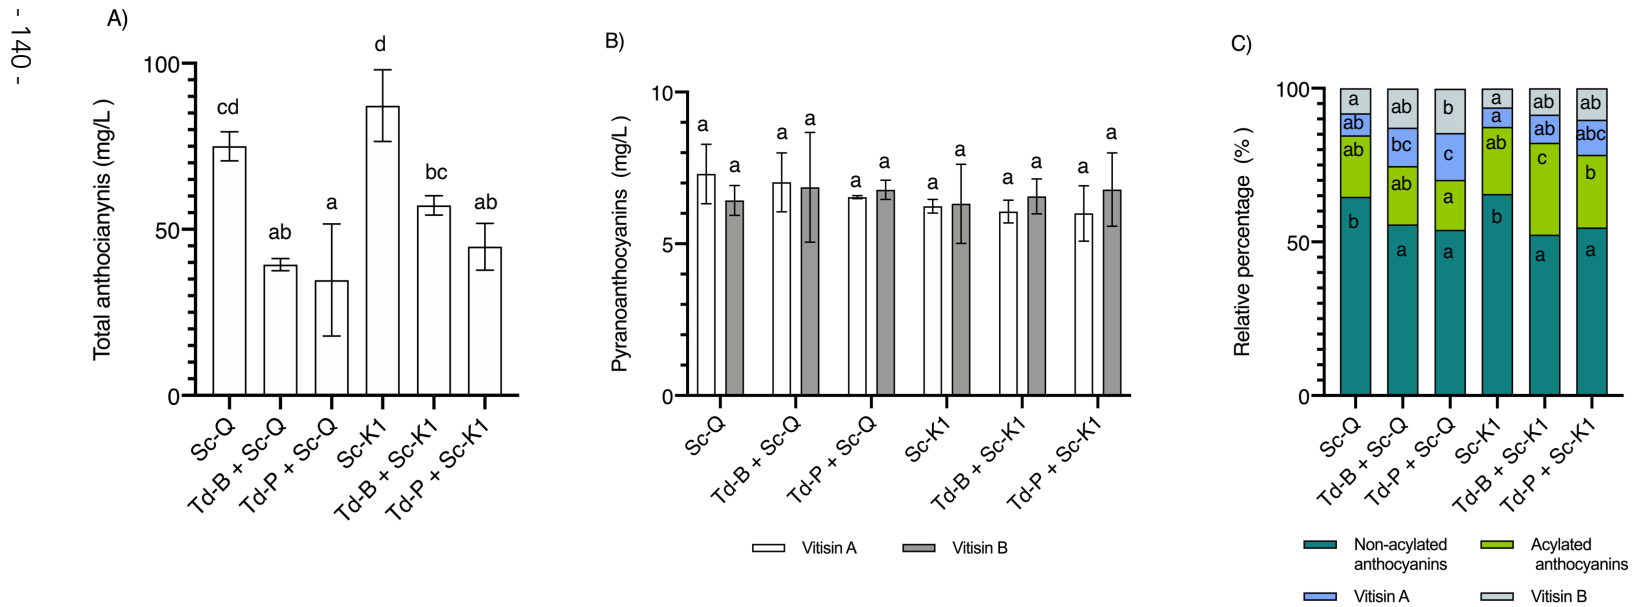 - 140 -
A)
Total anthocianynis (mg/L)
100
50
0
cd
ab
a
d
bc
ab
Sc-Q
Td-B + Sc-Q
Td-P + Sc-Q
Sc-K1
Td-B + Sc-K1
Td-P + Sc-K1
B)
Pyranoanthocyanins (mg/L)
10
5
0
a a
a a
a a
a a
a a
a a
Sc-Q
Td-B + Sc-Q
Td-P + Sc-Q
Sc-K1
Td-B + Sc-K1
Td-P + Sc-K1
Vitisin A
Vitisin B
C)
Relative percentage (%)
100
50
0
a ab b a ab ab
ab bc c a ab abc
ab ab a ab c b
b a a b a a
Sc-Q
Td-B + Sc-Q
Td-P + Sc-Q
Sc-K1
Td-B + Sc-K1
Td-P + Sc-K1
Non-acylated
anthocyanins
Acylated
anthocyanins
Vitisin A
Vitisin B